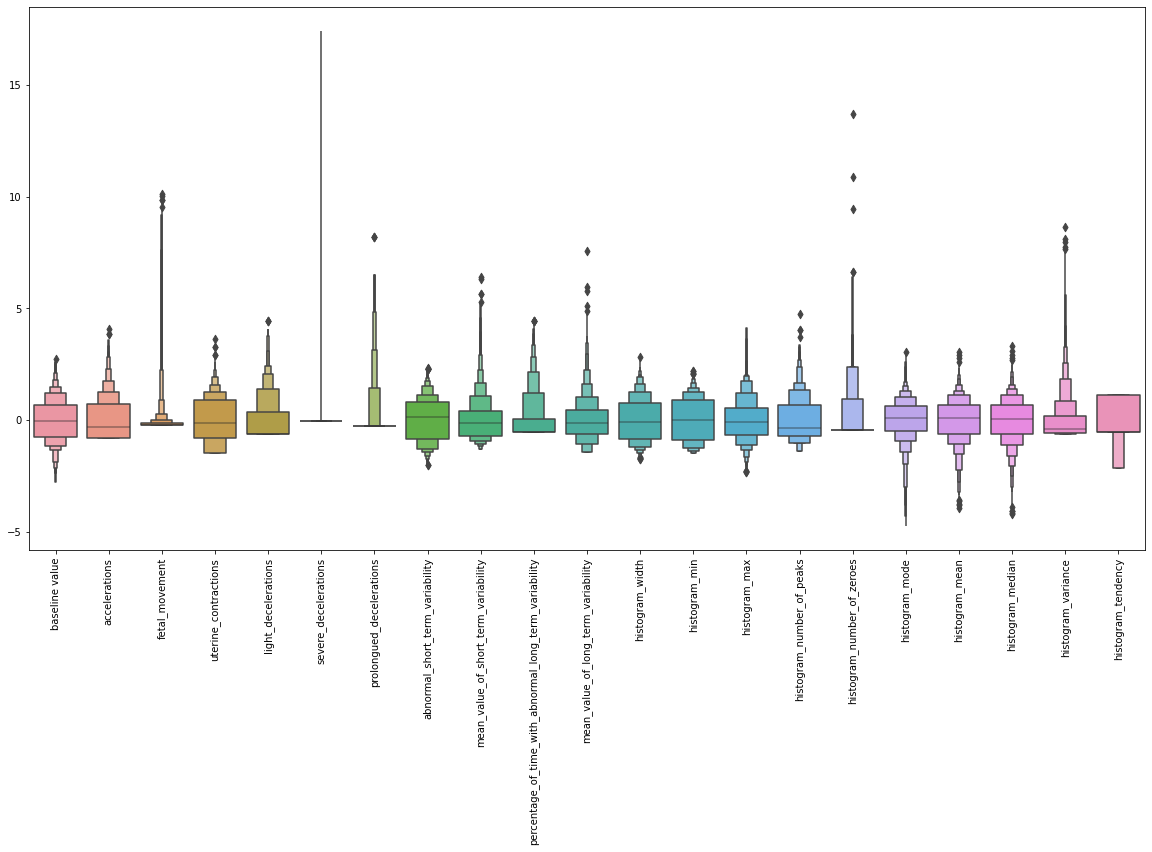 15
10
5
0
−5
baseline value
accelerations
fetal_movement
uterine_contractions
light_decelerations
severe_decelerations
prolongued_decelerations
abnormal_short_term_variability
mean_value_of_short_term_variability
percentage_of_time_with_abnormal_long_term_variability
mean_value_of_long_term_variability
histogram_width
histogram_min
histogram_max
histogram_number_of_peaks
histogram_number_of_zeroes
histogram_mode
histogram_mean
histogram_median
histogram_variance
histogram_tendency